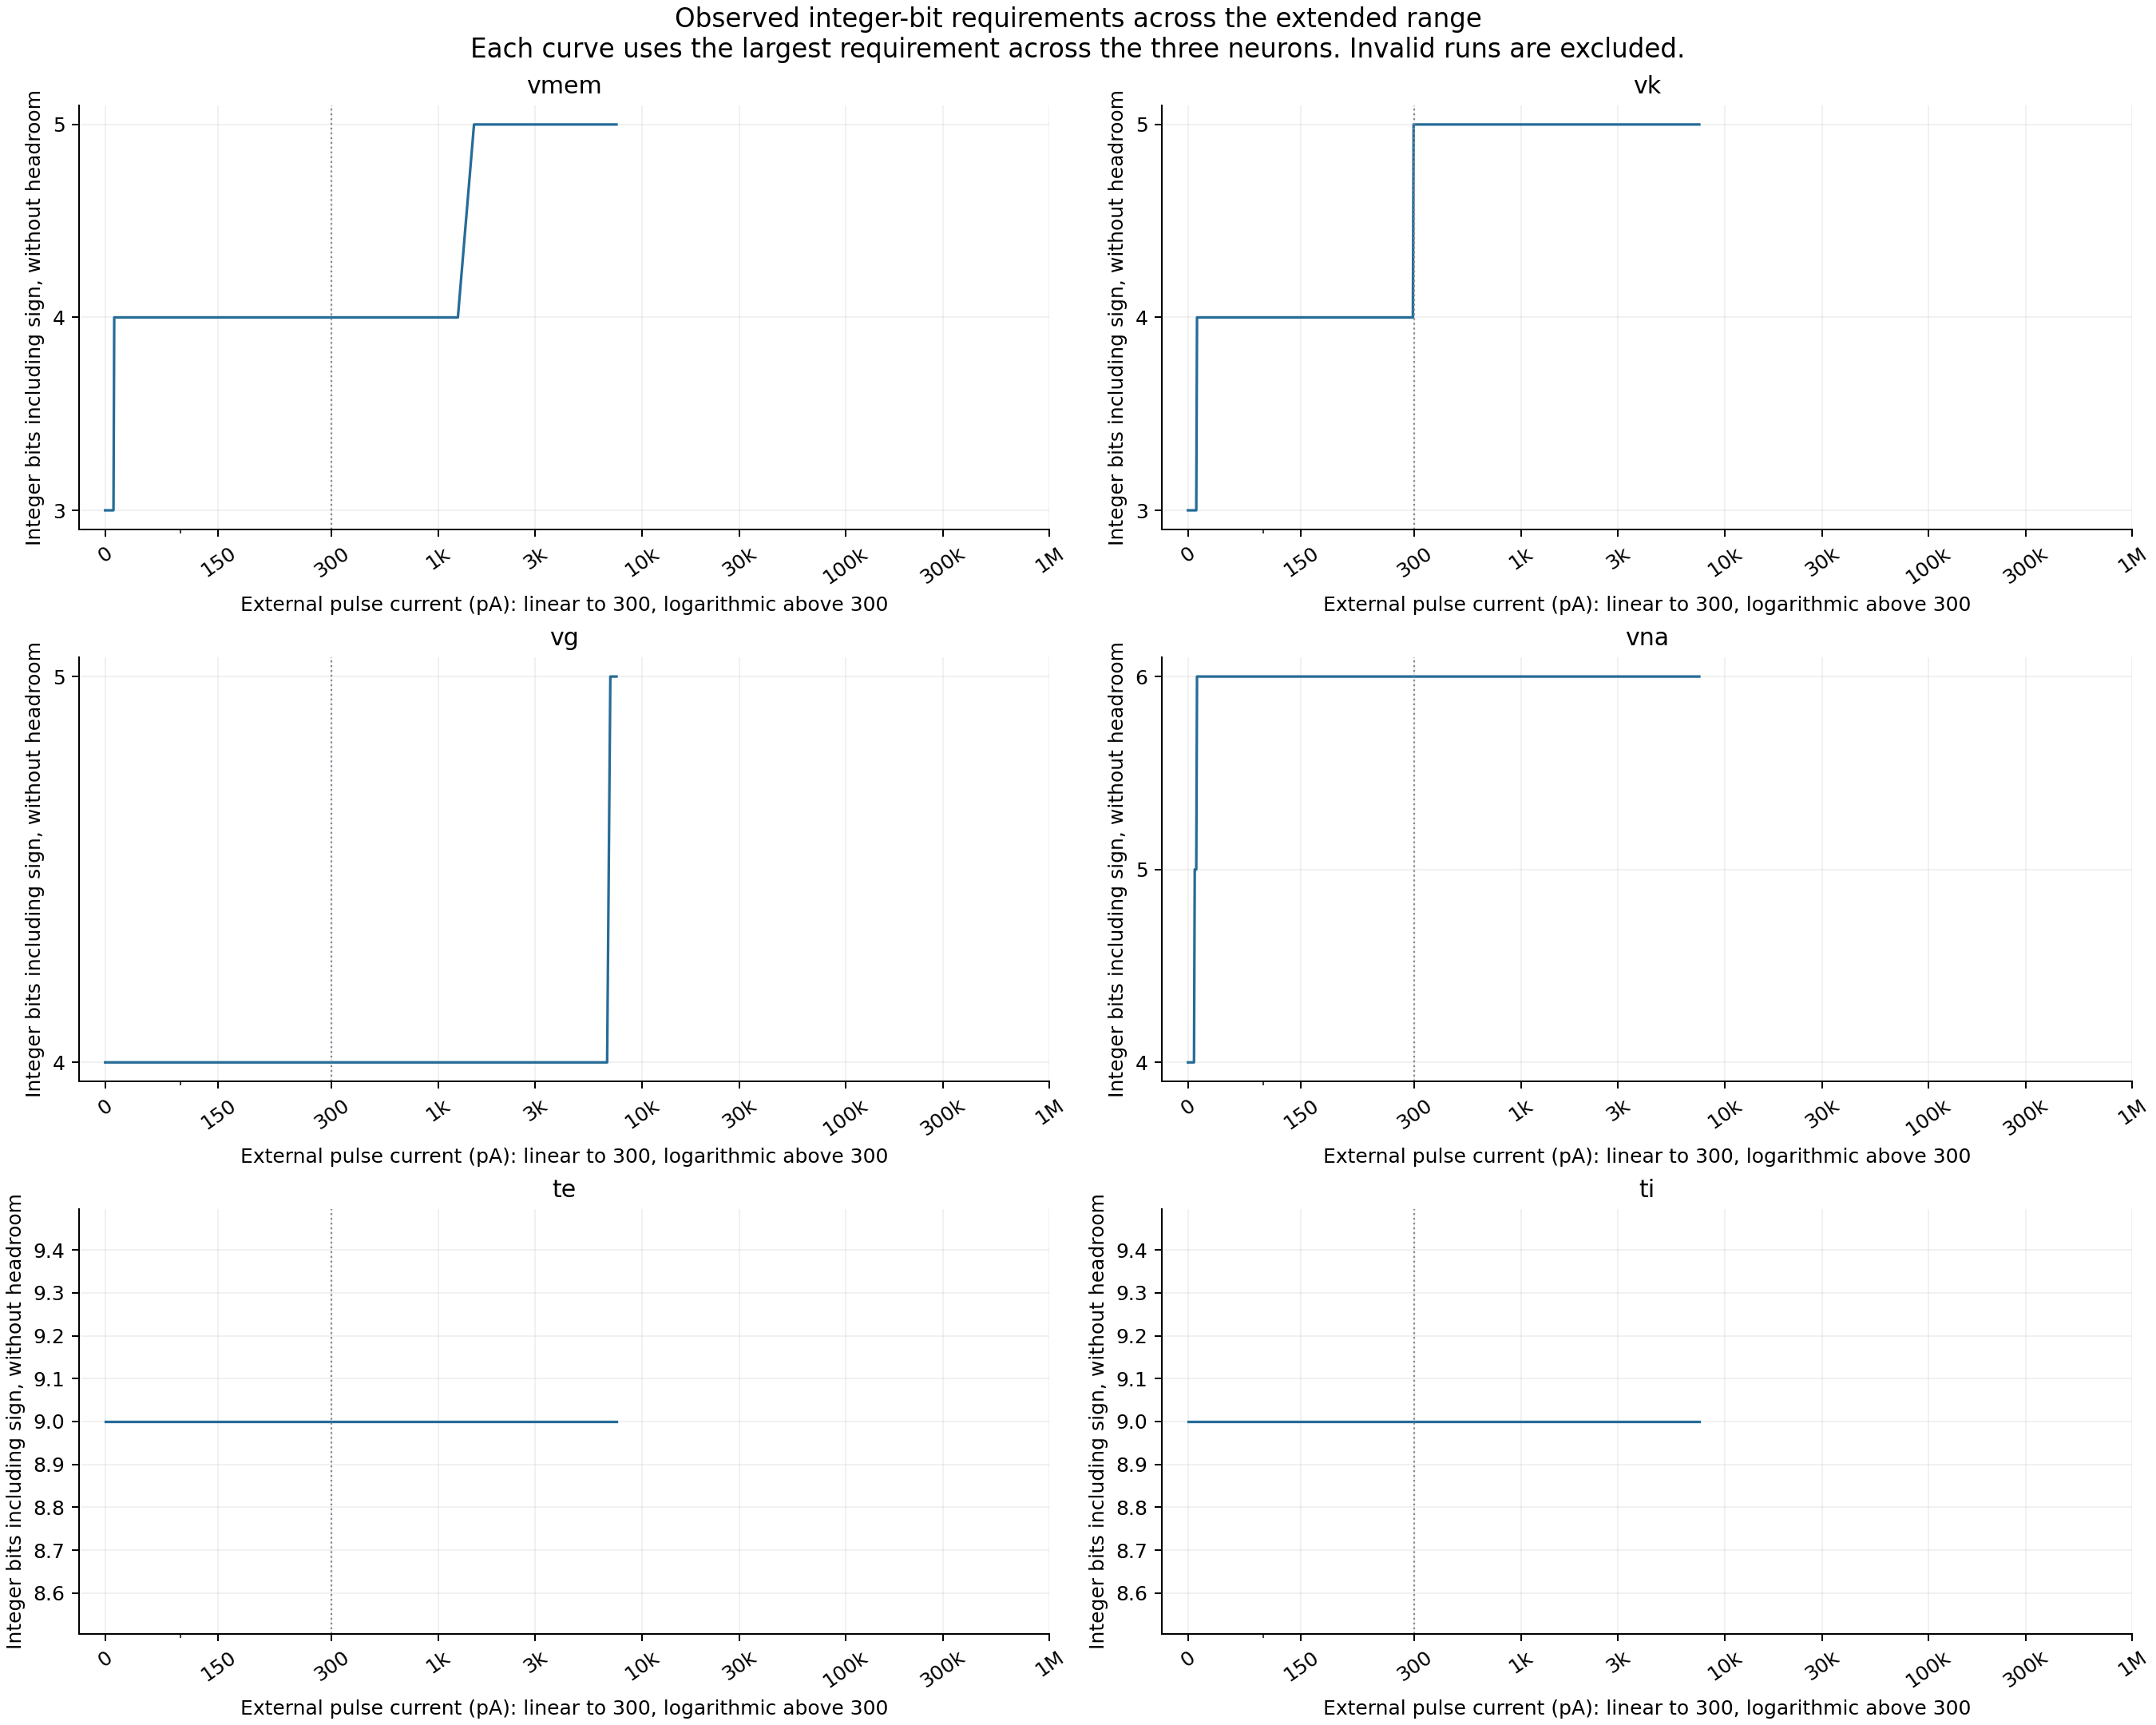 Observed integer-bit requirements across the extended range
Each curve uses the largest requirement across the three neurons. Invalid runs are excluded.
vmem
Integer bits including sign, without headroom
5
4
3
0
150
300
1k
3k
10k
30k
100k
300k
1M
External pulse current (pA): linear to 300, logarithmic above 300
vk
Integer bits including sign, without headroom
5
4
3
0
150
300
1k
3k
10k
30k
100k
300k
1M
External pulse current (pA): linear to 300, logarithmic above 300
vg
Integer bits including sign, without headroom
5
4
0
150
300
1k
3k
10k
30k
100k
300k
1M
External pulse current (pA): linear to 300, logarithmic above 300
vna
Integer bits including sign, without headroom
6
5
4
0
150
300
1k
3k
10k
30k
100k
300k
1M
External pulse current (pA): linear to 300, logarithmic above 300
te
Integer bits including sign, without headroom
9.4
9.3
9.2
9.1
9.0
8.9
8.8
8.7
8.6
0
150
300
1k
3k
10k
30k
100k
300k
1M
External pulse current (pA): linear to 300, logarithmic above 300
ti
Integer bits including sign, without headroom
9.4
9.3
9.2
9.1
9.0
8.9
8.8
8.7
8.6
0
150
300
1k
3k
10k
30k
100k
300k
1M
External pulse current (pA): linear to 300, logarithmic above 300